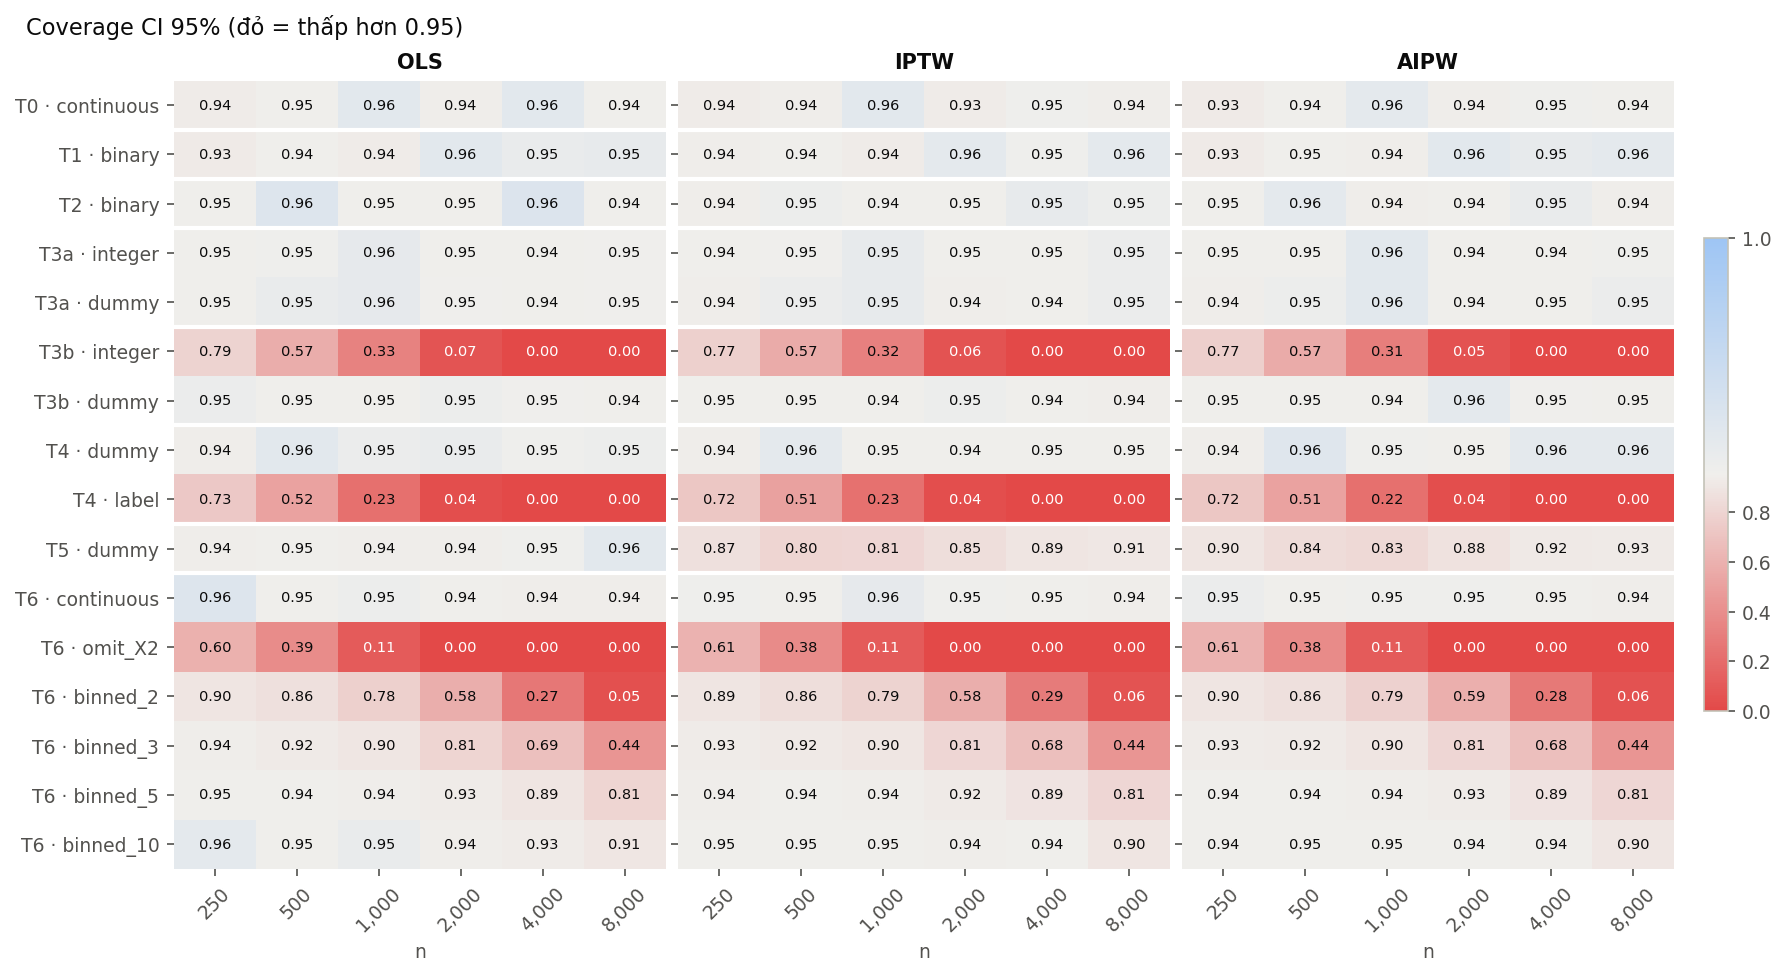 Coverage CI 95% (đỏ = thấp hơn 0.95)
OLS IPTW AIPW
T0 · continuous 0.94 0.95 0.96 0.94 0.96 0.94 0.94 0.94 0.96 0.93 0.95 0.94 0.93 0.94 0.96 0.94 0.95 0.94
T1 · binary 0.93 0.94 0.94 0.96 0.95 0.95 0.94 0.94 0.94 0.96 0.95 0.96 0.93 0.95 0.94 0.96 0.95 0.96
T2 · binary 0.95 0.96 0.95 0.95 0.96 0.94 0.94 0.95 0.94 0.95 0.95 0.95 0.95 0.96 0.94 0.94 0.95 0.94
T3a · integer 0.95 0.95 0.96 0.95 0.94 0.95 0.94 0.95 0.95 0.95 0.95 0.95 0.95 0.95 0.96 0.94 0.94 0.95
1.0
T3a · dummy 0.95 0.95 0.96 0.95 0.94 0.95 0.94 0.95 0.95 0.94 0.94 0.95 0.94 0.95 0.96 0.94 0.95 0.95
T3b · integer 0.79 0.57 0.33 0.07 0.00 0.00 0.77 0.57 0.32 0.06 0.00 0.00 0.77 0.57 0.31 0.05 0.00 0.00
T3b · dummy 0.95 0.95 0.95 0.95 0.95 0.94 0.95 0.95 0.94 0.95 0.94 0.94 0.95 0.95 0.94 0.96 0.95 0.95
T4 · dummy 0.94 0.96 0.95 0.95 0.95 0.95 0.94 0.96 0.95 0.94 0.95 0.95 0.94 0.96 0.95 0.95 0.96 0.96
T4 · label 0.73 0.52 0.23 0.04 0.00 0.00 0.72 0.51 0.23 0.04 0.00 0.00 0.72 0.51 0.22 0.04 0.00 0.00
0.8
T5 · dummy 0.94 0.95 0.94 0.94 0.95 0.96 0.87 0.80 0.81 0.85 0.89 0.91 0.90 0.84 0.83 0.88 0.92 0.93
0.6
T6 · continuous 0.96 0.95 0.95 0.94 0.94 0.94 0.95 0.95 0.96 0.95 0.95 0.94 0.95 0.95 0.95 0.95 0.95 0.94
0.4
T6 · omit_X2 0.60 0.39 0.11 0.00 0.00 0.00 0.61 0.38 0.11 0.00 0.00 0.00 0.61 0.38 0.11 0.00 0.00 0.00
0.2
T6 · binned_2 0.90 0.86 0.78 0.58 0.27 0.05 0.89 0.86 0.79 0.58 0.29 0.06 0.90 0.86 0.79 0.59 0.28 0.06
0.0
T6 · binned_3 0.94 0.92 0.90 0.81 0.69 0.44 0.93 0.92 0.90 0.81 0.68 0.44 0.93 0.92 0.90 0.81 0.68 0.44
T6 · binned_5 0.95 0.94 0.94 0.93 0.89 0.81 0.94 0.94 0.94 0.92 0.89 0.81 0.94 0.94 0.94 0.93 0.89 0.81
T6 · binned_10 0.96 0.95 0.95 0.94 0.93 0.91 0.95 0.95 0.95 0.94 0.94 0.90 0.94 0.95 0.95 0.94 0.94 0.90
250 500 1,000 2,000 4,000 8,000 250 500 1,000 2,000 4,000 8,000 250 500 1,000 2,000 4,000 8,000
n n n